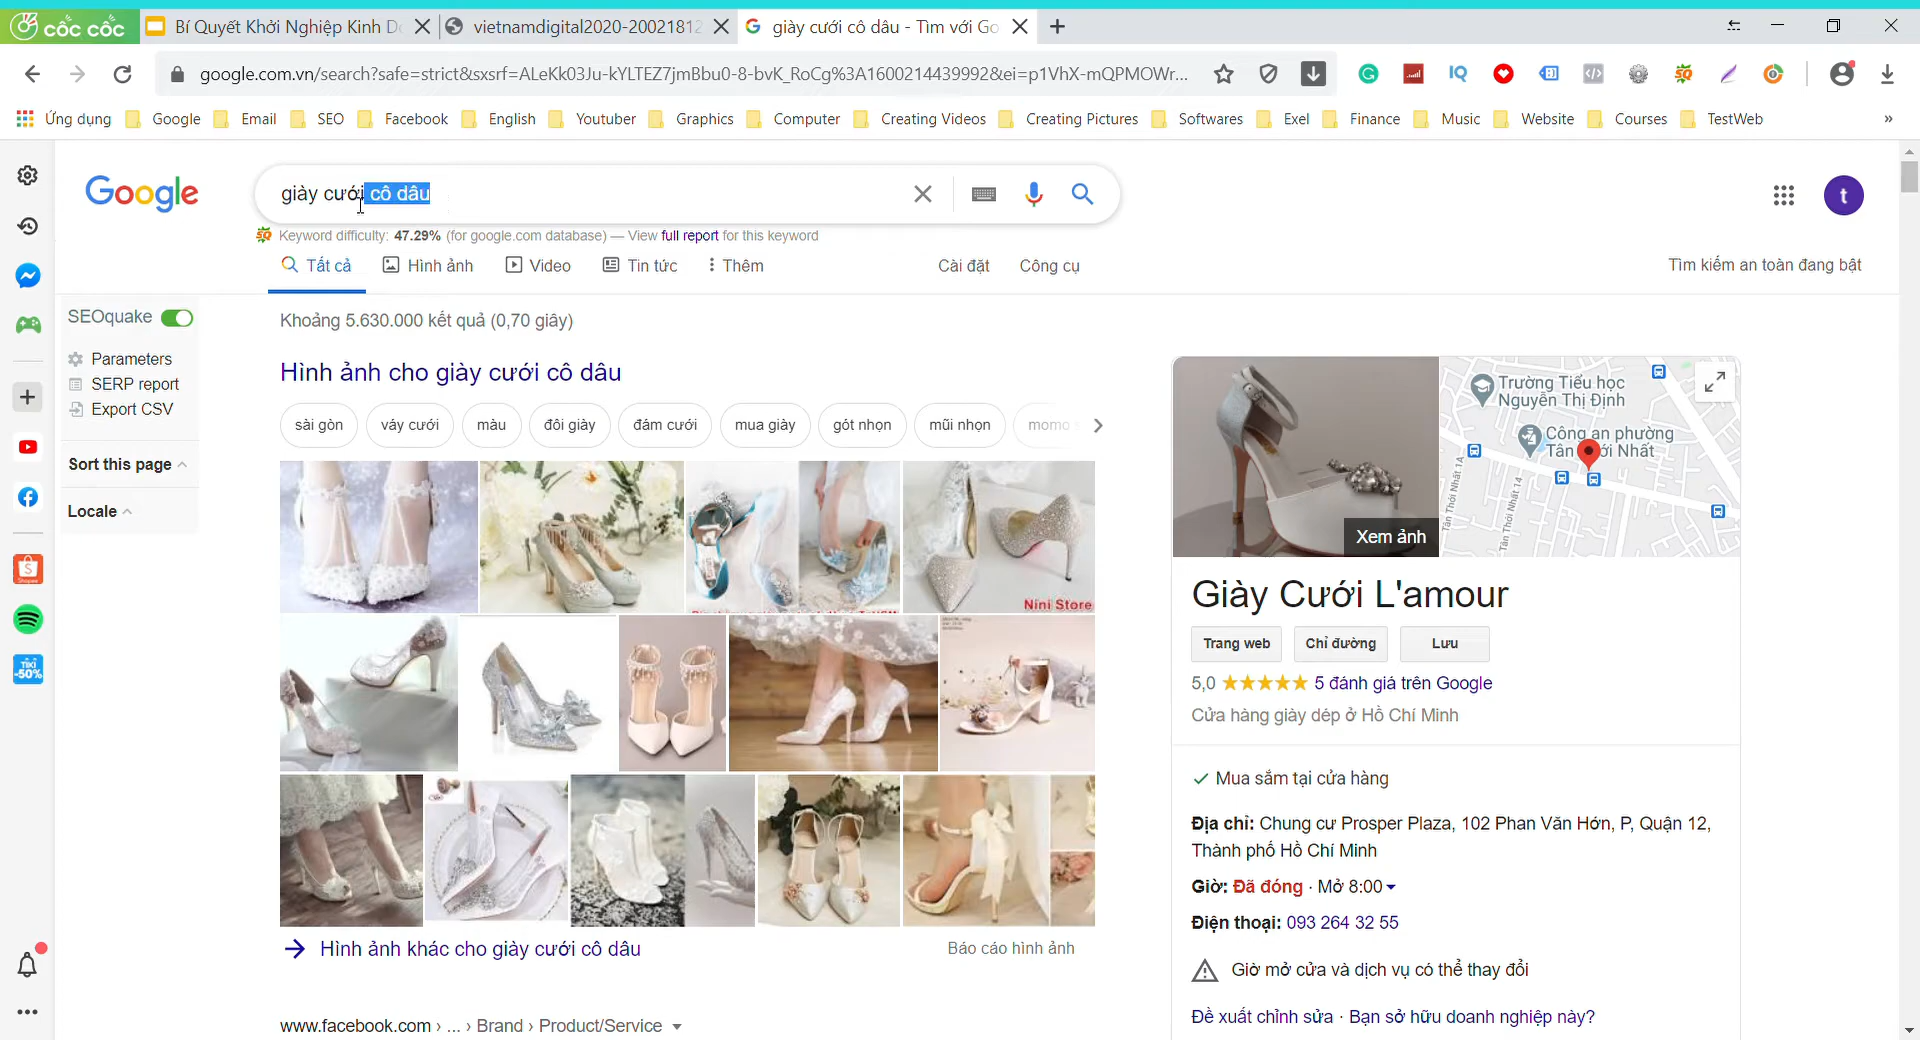 cốc cốc
Bí Quyết Khởi Nghiệp Kinh D
vietnamdigital2020-20021812
giày cưới cô dâu - Tìm với Go
google.com.vn/search?safe=strict&sxsrf=ALeKk03Ju-kYLTEZ7jmBbu0-8-bvK_RoCg%3A1600214439992&ei=p1VhX-mQPMOWr...
Ứng dụng Google Email SEO Facebook English Youtuber Graphics Computer Creating Videos Creating Pictures Softwares Exel Finance Music Website Courses TestWeb »
Google
giày cưới cô dâu
t
Keyword difficulty: 47.29% (for google.com database) — View full report for this keyword
Tất cả Hình ảnh Video Tin tức Thêm Cài đặt Công cụ
Tìm kiếm an toàn đang bật
SEOquake
Parameters
SERP report
Export CSV
Sort this page
Locale
Shopee
TIKI
-50%
Khoảng 5.630.000 kết quả (0,70 giây)
Hình ảnh cho giày cưới cô dâu
sài gòn váy cưới màu đôi giày đám cưới mua giày gót nhọn mũi nhọn momo
Nini Store
Hình ảnh khác cho giày cưới cô dâu
Báo cáo hình ảnh
www.facebook.com › ... › Brand › Product/Service
Trường Tiểu học
Nguyễn Thị Định
Công an phường
Tân Thới Nhất
Tân Thới Nhất 1A
Tân Thới Nhất 14
Xem ảnh
Giày Cưới L'amour
Trang web Chỉ đường Lưu
5,0 ★★★★★ 5 đánh giá trên Google
Cửa hàng giày dép ở Hồ Chí Minh
Mua sắm tại cửa hàng
Địa chỉ: Chung cư Prosper Plaza, 102 Phan Văn Hớn, P, Quận 12,
Thành phố Hồ Chí Minh
Giờ: Đã đóng · Mở 8:00
Điện thoại: 093 264 32 55
Giờ mở cửa và dịch vụ có thể thay đổi
Đề xuất chỉnh sửa · Bạn sở hữu doanh nghiệp này?